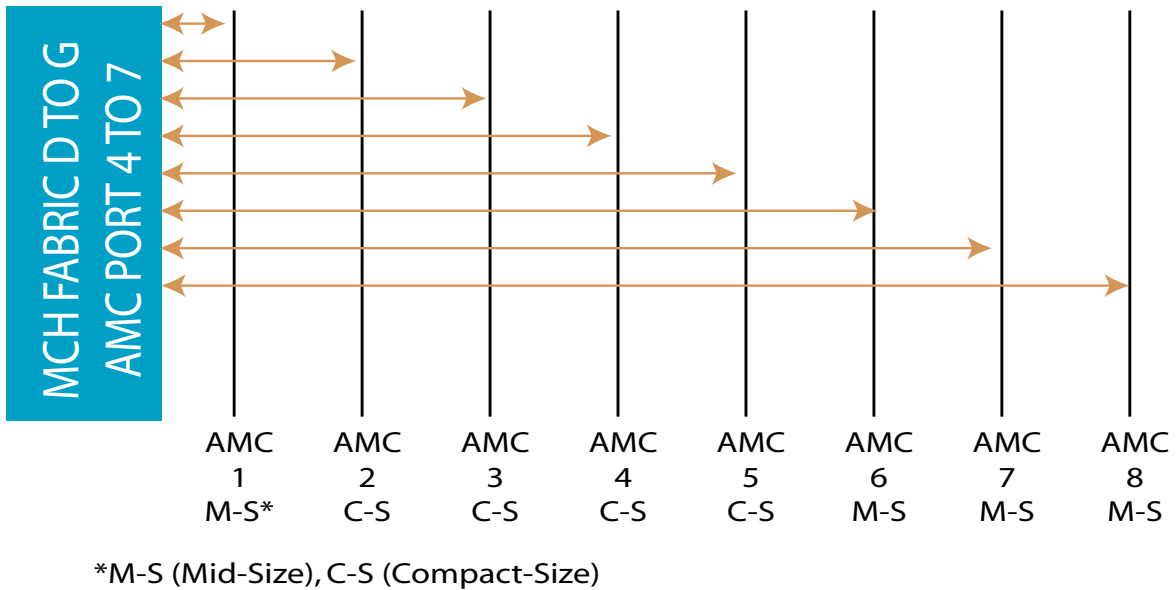 MCH FABRIC D TO G
AMC PORT 4 TO 7
AMC AMC AMC AMC AMC AMC AMC AMC
1 2 3 4 5 6 7 8
M-S* C-S C-S C-S C-S M-S M-S M-S
*M-S (Mid-Size), C-S (Compact-Size)